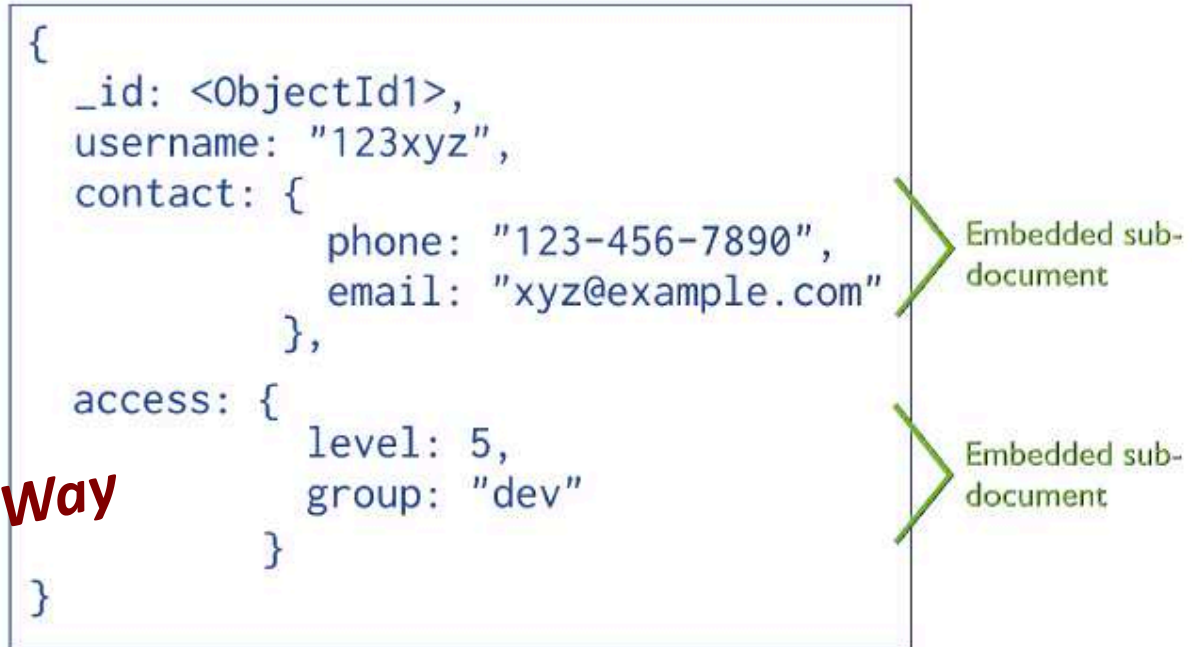 {
_id: <ObjectId1>,
username: "123xyz",
contact: {
phone: "123-456-7890",
email: "xyz@example.com"
},
Embedded sub-
document
access: {
level: 5,
group: "dev"
}
}
Embedded sub-
document
Way